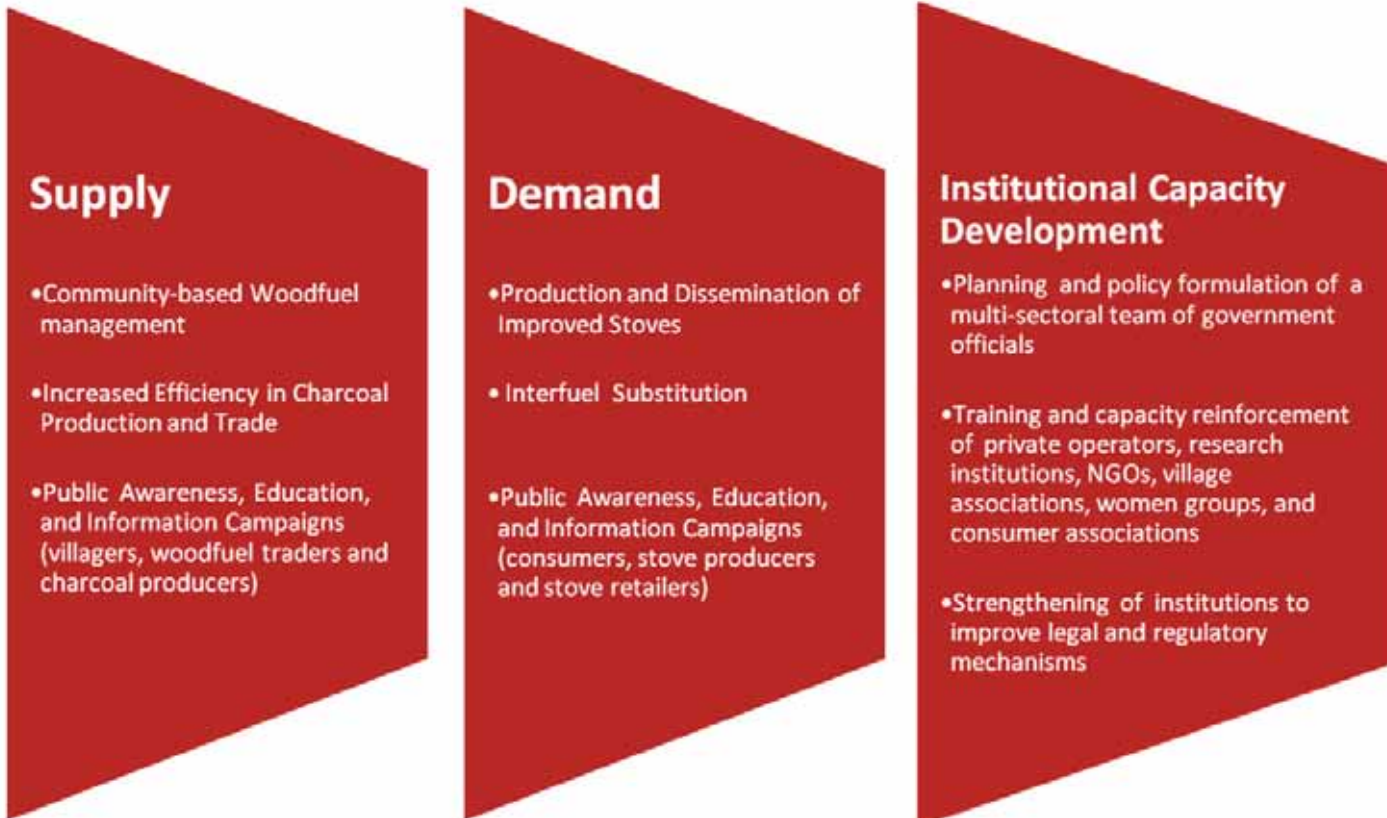 Supply
•Community-based Woodfuel
management
•Increased Efficiency in Charcoal
Production and Trade
•Public Awareness, Education,
and Information Campaigns
(villagers, woodfuel traders and
charcoal producers)
Demand
•Production and Dissemination of
Improved Stoves
• Interfuel Substitution
•Public Awareness, Education,
and Information Campaigns
(consumers, stove producers
and stove retailers)
Institutional Capacity
Development
•Planning and policy formulation of a
multi-sectoral team of government
officials
•Training and capacity reinforcement
of private operators, research
institutions, NGOs, village
associations, women groups, and
consumer associations
•Strengthening of institutions to
improve legal and regulatory
mechanisms